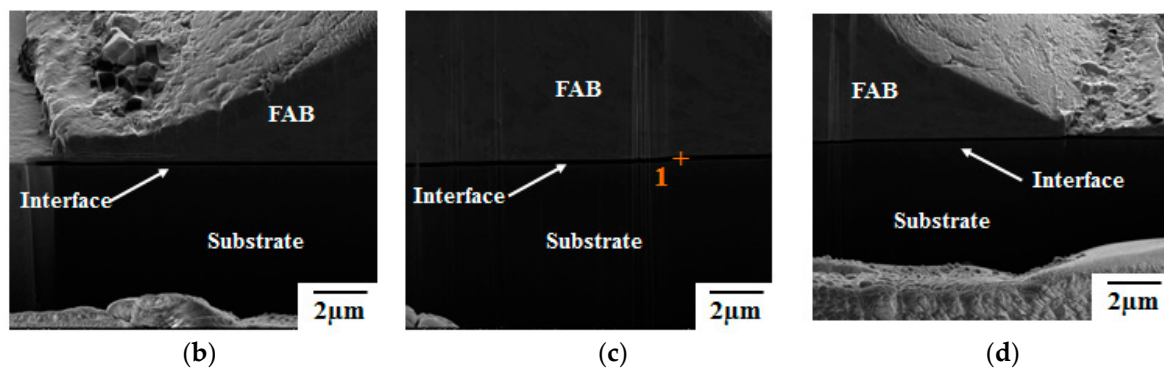 FAB
Interface
Substrate
2µm
(b)
FAB
1
Interface
Substrate
2µm
(c)
FAB
Interface
Substrate
2µm
(d)